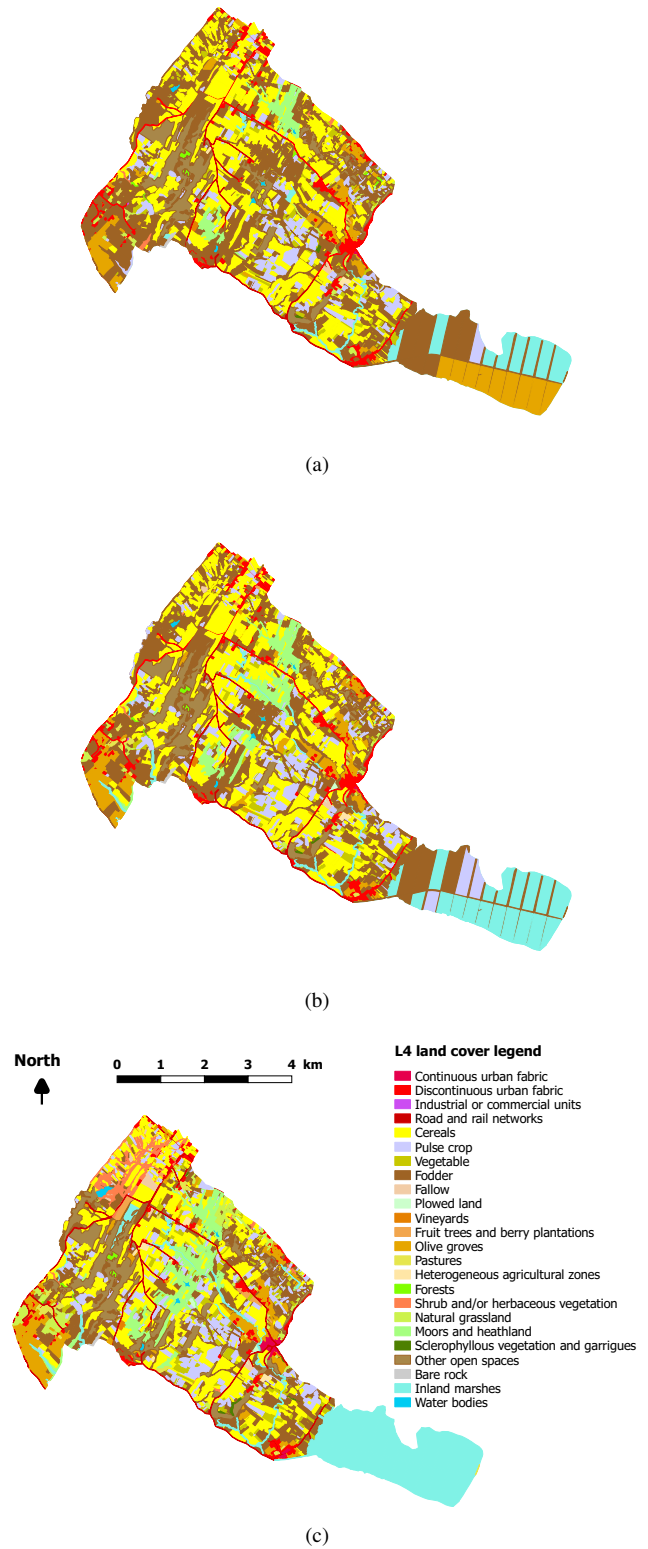 (a)
(b)
North
0 1 2 3 4 km
L4 land cover legend
Continuous urban fabric
Discontinuous urban fabric
Industrial or commercial units
Road and rail networks
Cereals
Pulse crop
Vegetable
Fodder
Fallow
Plowed land
Vineyards
Fruit trees and berry plantations
Olive groves
Pastures
Heterogeneous agricultural zones
Forests
Shrub and/or herbaceous vegetation
Natural grassland
Moors and heathland
Sclerophyllous vegetation and garrigues
Other open spaces
Bare rock
Inland marshes
Water bodies
(c)